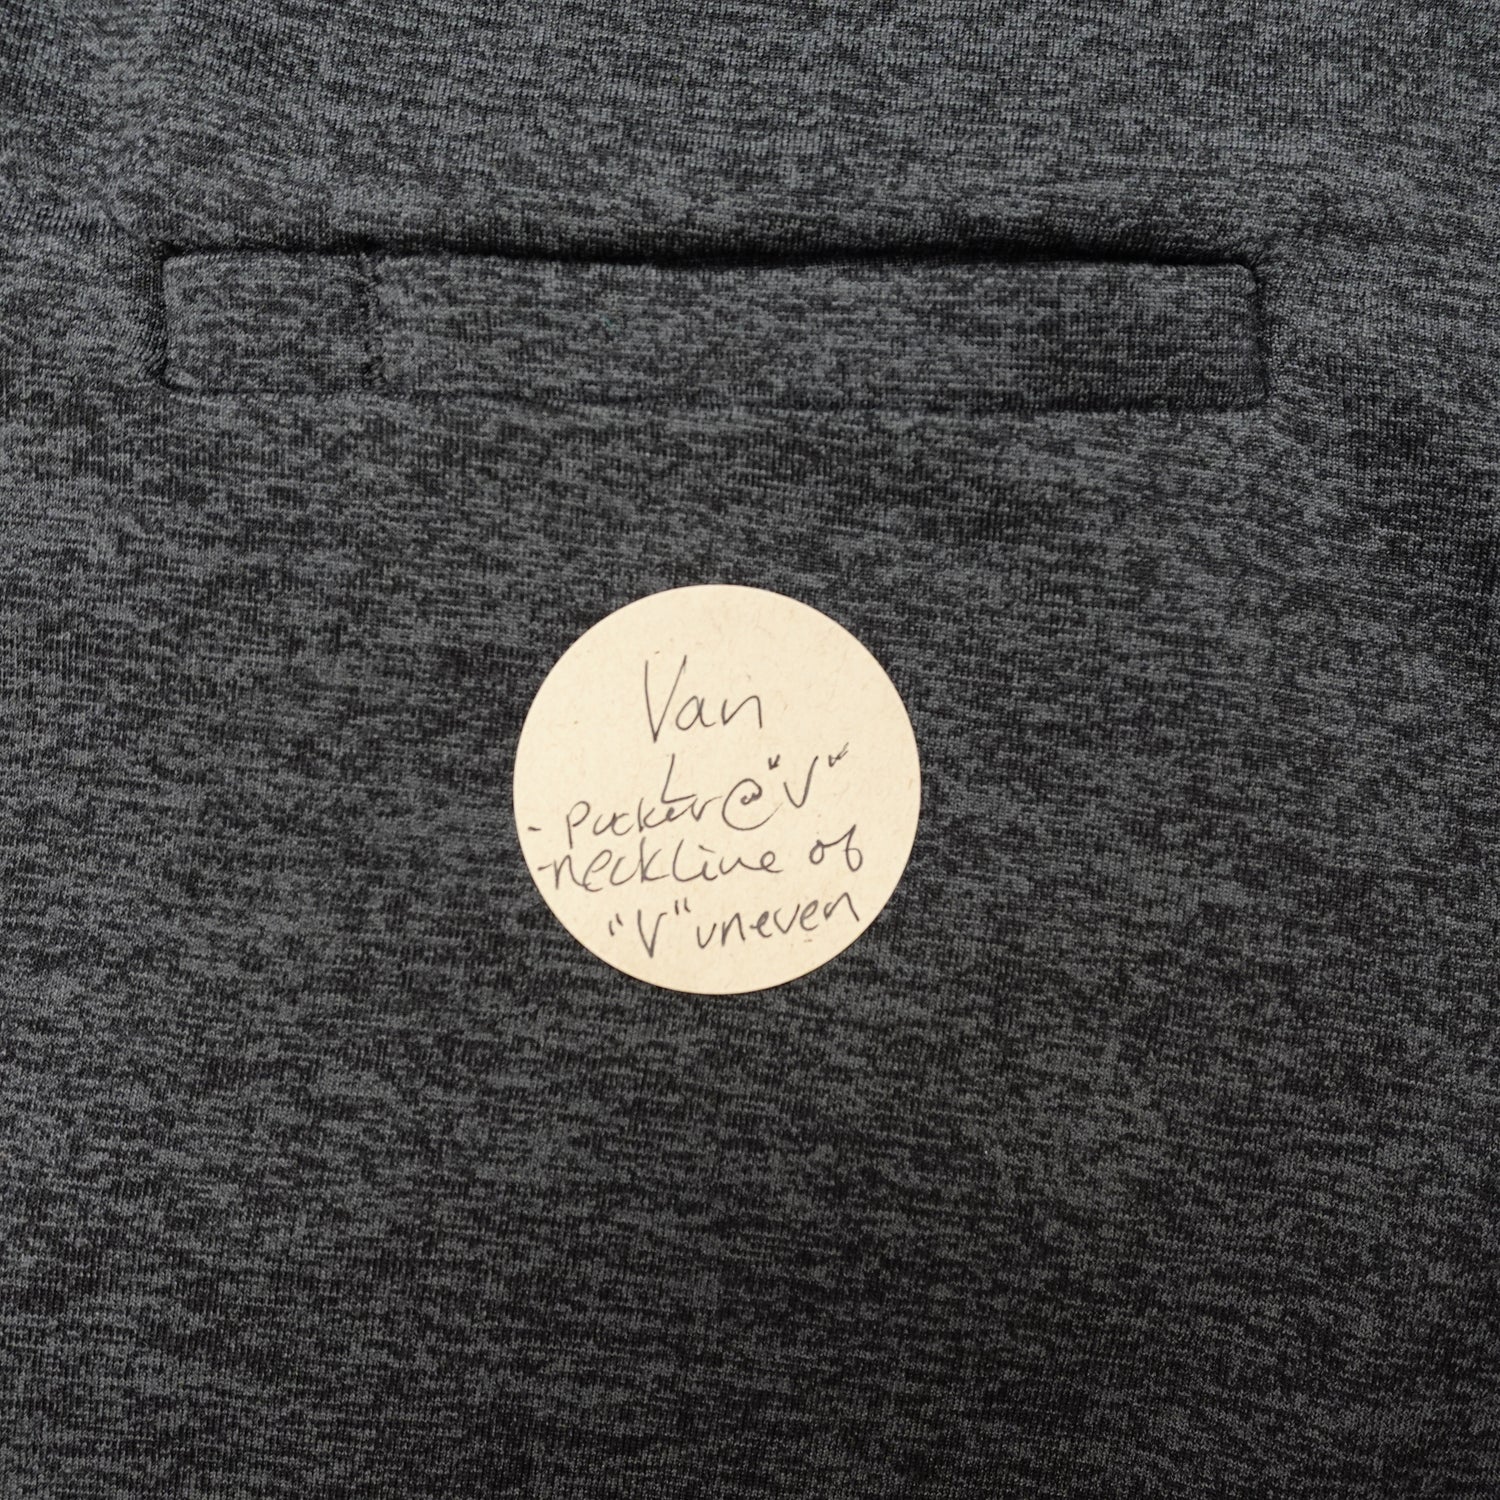 Van
L
- Pucker @ "V"
- neckline of
"V" uneven